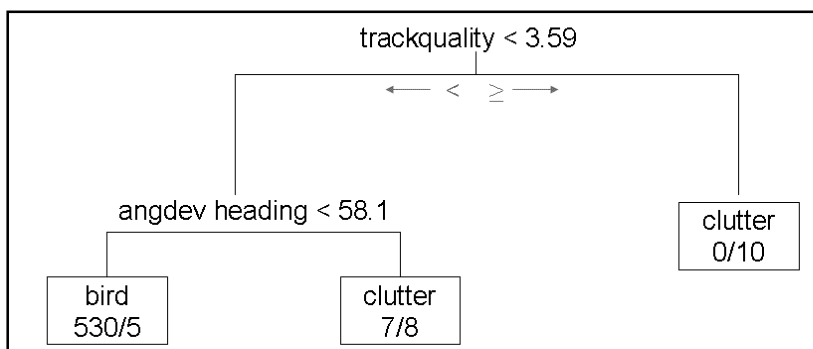 trackquality < 3.59
< ≥
angdev heading < 58.1
clutter
0/10
bird
530/5
clutter
7/8